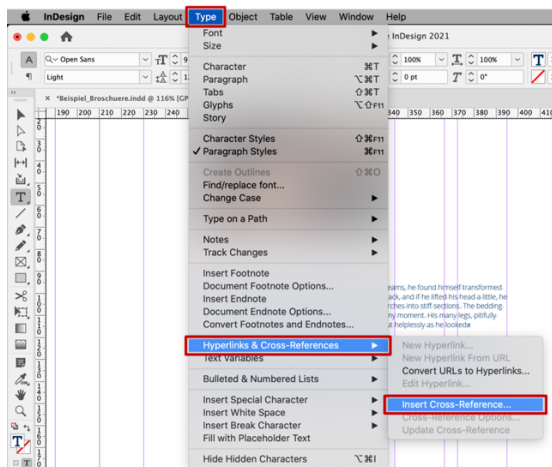 InDesign File Edit Layout Type Object Table View Window Help
InDesign 2021
A Open Sans
100% 100% T
¶ Light
0 pt T 0°
× *Beispiel_Broschuere.indd @ 116% [GP
190 200 210 220 230 240
340 350 360 370 380 390 400 410
Font
Size
Character ⌘T
Paragraph ⌥⌘T
Tabs ⇧⌘T
Glyphs ⌥⇧F11
Story
Character Styles ⇧⌘F11
✓ Paragraph Styles ⌘F11
Create Outlines ⇧⌘O
Find/replace font...
Change Case
Type on a Path
Notes
Track Changes
Insert Footnote
Document Footnote Options...
Insert Endnote
Document Endnote Options...
Convert Footnotes and Endnotes...
Hyperlinks & Cross-References
Text Variables
Bulleted & Numbered Lists
Insert Special Character
Insert White Space
Insert Break Character
Fill with Placeholder Text
Hide Hidden Characters ⌥⌘I
eams, he found himself transformed
ack, and if he lifted his head a little, he
rches into stiff sections. The bedding
ny moment. His many legs, pitifully
ut helplessly as he looked
New Hyperlink...
New Hyperlink From URL
Convert URLs to Hyperlinks...
Edit Hyperlink...
Insert Cross-Reference...
Cross-Reference Options...
Update Cross-Reference